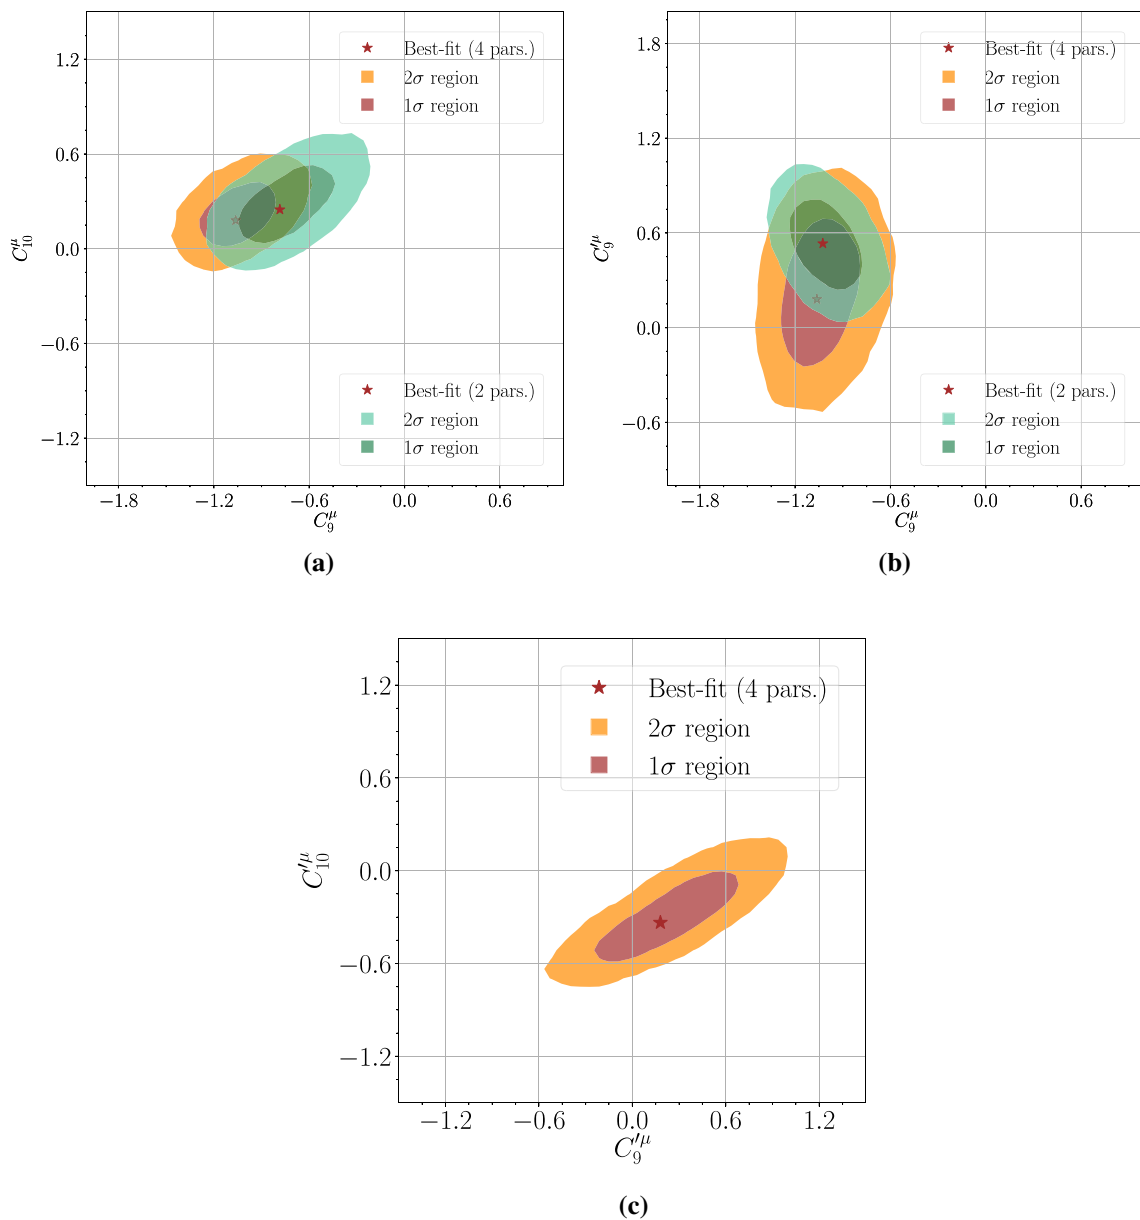 1.2
0.6
0.0
−0.6
−1.2
C'^μ_10
Best-fit (4 pars.)
2σ region
1σ region
Best-fit (2 pars.)
2σ region
1σ region
−1.8 −1.2 −0.6 0.0 0.6
C'^μ_9
(a)
1.8
1.2
0.6
0.0
−0.6
C'^μ_9
Best-fit (4 pars.)
2σ region
1σ region
Best-fit (2 pars.)
2σ region
1σ region
−1.8 −1.2 −0.6 0.0 0.6
C'^μ_9
(b)
1.2
0.6
0.0
−0.6
−1.2
C'^μ_10
Best-fit (4 pars.)
2σ region
1σ region
−1.2 −0.6 0.0 0.6 1.2
C'^μ_9
(c)